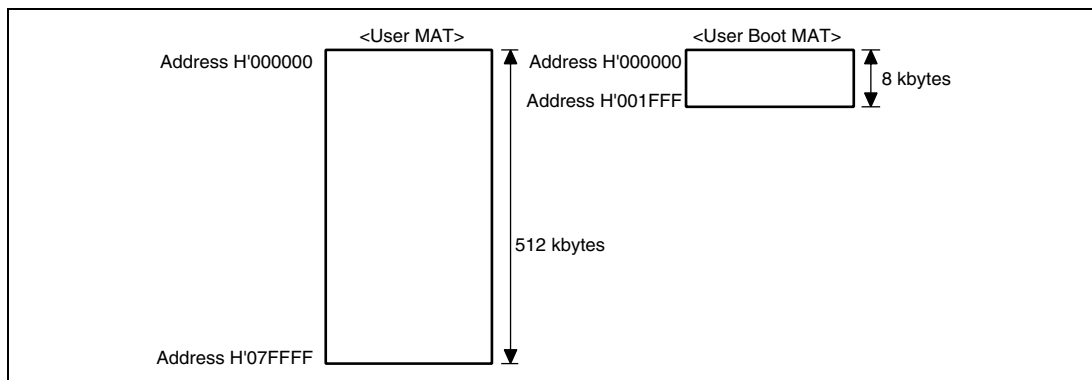 <User MAT>
Address H'000000
512 kbytes
Address H'07FFFF
<User Boot MAT>
Address H'000000
8 kbytes
Address H'001FFF